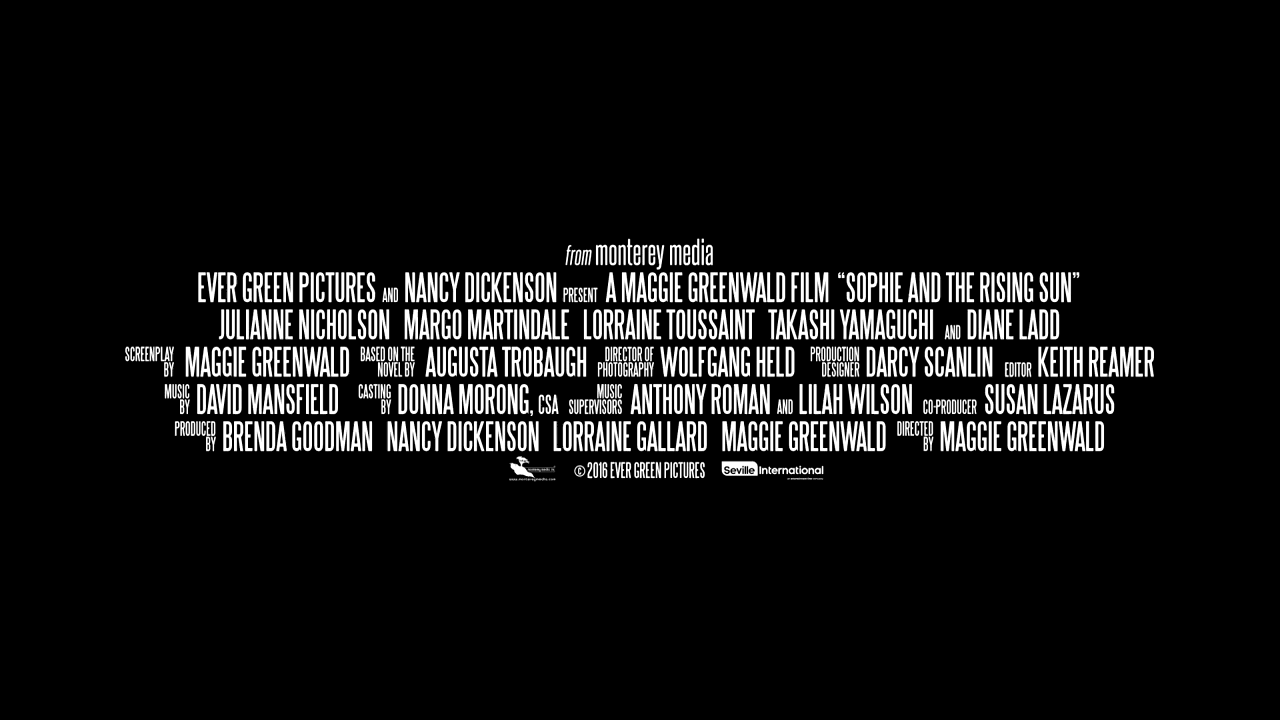 from monterey media
EVER GREEN PICTURES AND NANCY DICKENSON PRESENT A MAGGIE GREENWALD FILM “SOPHIE AND THE RISING SUN”
JULIANNE NICHOLSON MARGO MARTINDALE LORRAINE TOUSSAINT TAKASHI YAMAGUCHI AND DIANE LADD
SCREENPLAY BY MAGGIE GREENWALD BASED ON THE NOVEL BY AUGUSTA TROBAUGH DIRECTOR OF PHOTOGRAPHY WOLFGANG HELD PRODUCTION DESIGNER DARCY SCANLIN EDITOR KEITH REAMER
MUSIC BY DAVID MANSFIELD CASTING BY DONNA MORONG, CSA MUSIC SUPERVISORS ANTHONY ROMAN AND LILAH WILSON CO-PRODUCER SUSAN LAZARUS
PRODUCED BY BRENDA GOODMAN NANCY DICKENSON LORRAINE GALLARD MAGGIE GREENWALD DIRECTED BY MAGGIE GREENWALD
© 2016 EVER GREEN PICTURES Seville International